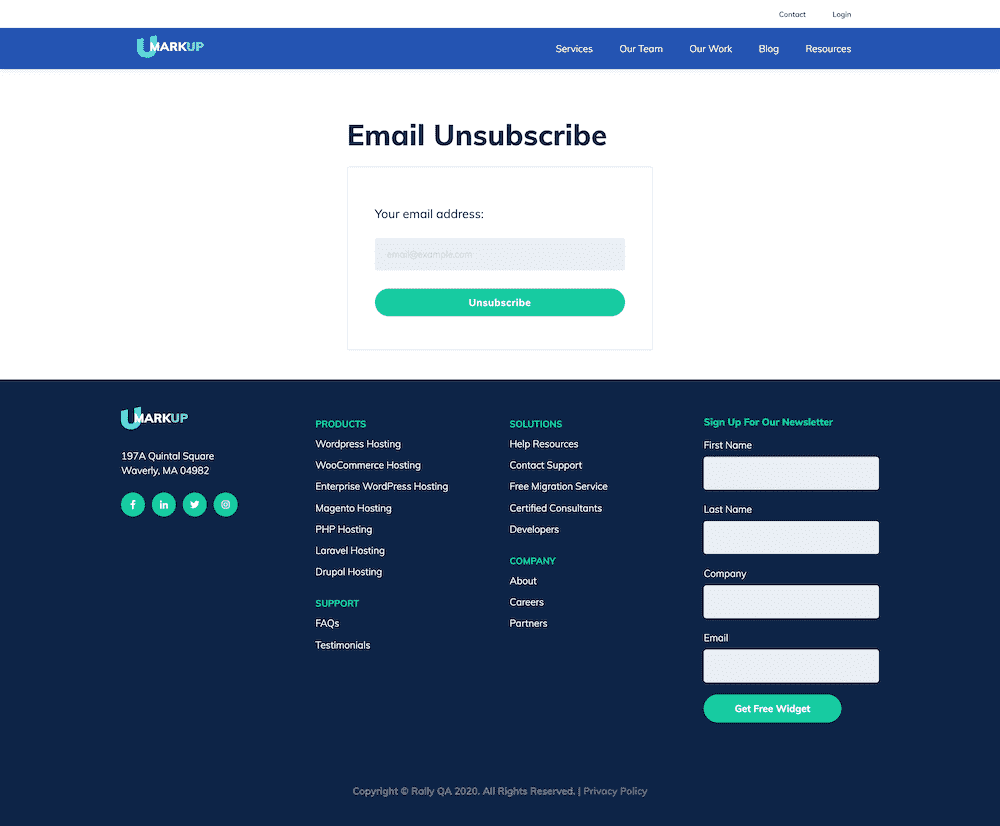 Contact Login
UMARKUP Services Our Team Our Work Blog Resources
Email Unsubscribe
Your email address:
email@example.com
Unsubscribe
UMARKUP
197A Quintal Square
Waverly, MA 04982
PRODUCTS
Wordpress Hosting
WooCommerce Hosting
Enterprise WordPress Hosting
Magento Hosting
PHP Hosting
Laravel Hosting
Drupal Hosting
SUPPORT
FAQs
Testimonials
SOLUTIONS
Help Resources
Contact Support
Free Migration Service
Certified Consultants
Developers
COMPANY
About
Careers
Partners
Sign Up For Our Newsletter
First Name
Last Name
Company
Email
Get Free Widget
Copyright © Rally QA 2020. All Rights Reserved. | Privacy Policy